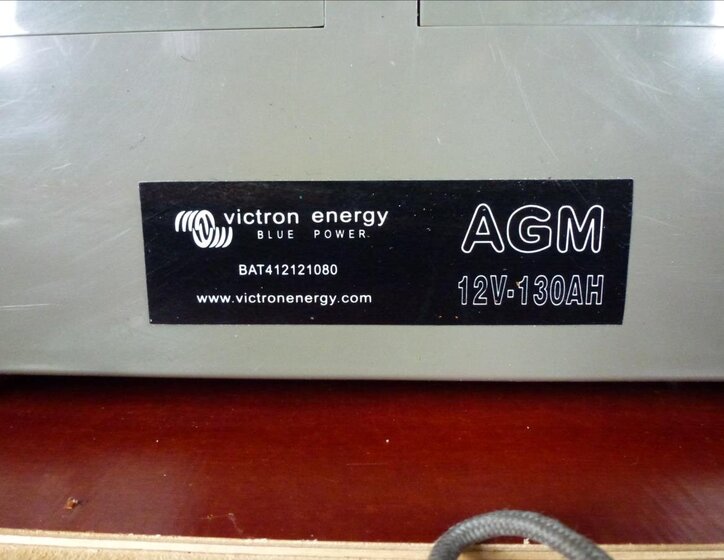 victron energy
BLUE POWER
BAT412121080
www.victronenergy.com
AGM
12V-130AH